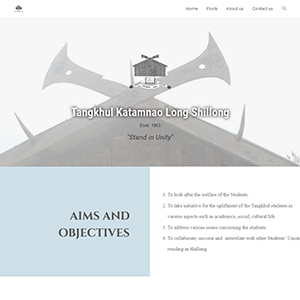 Home Posts About us Contact us
Tangkhul Katamnao Long Shillong
Estd: 1963
"Stand in Unity"
AIMS AND
OBJECTIVES
1. To look after the welfare of the Students.
2. To take initiative for the upliftment of the Tangkhul students in
various aspects such as academics, social, cultural life.
3. To address various issues concerning the students.
4. To collaborate, succour and interrelate with other Students' Union
residing in Shillong.